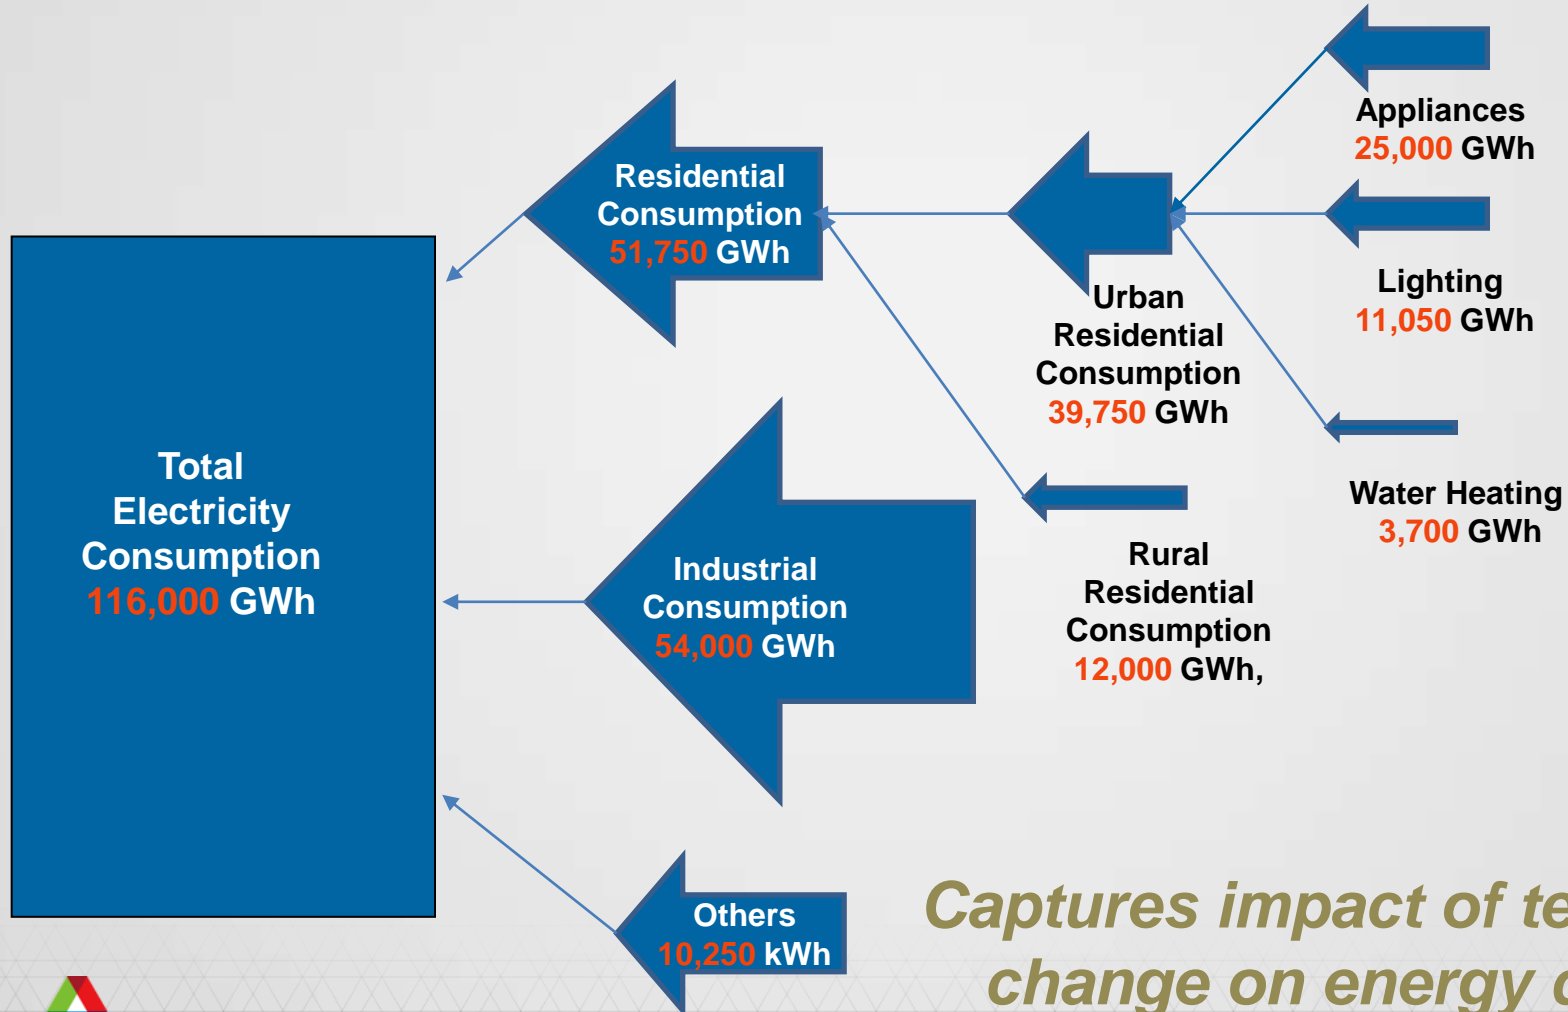 Appliances
25,000 GWh
Residential
Consumption
51,750 GWh
Lighting
11,050 GWh
Urban
Residential
Consumption
39,750 GWh
Total
Electricity
Consumption
116,000 GWh
Water Heating
3,700 GWh
Industrial
Consumption
54,000 GWh
Rural
Residential
Consumption
12,000 GWh,
Others
10,250 kWh
Captures impact of te
change on energy